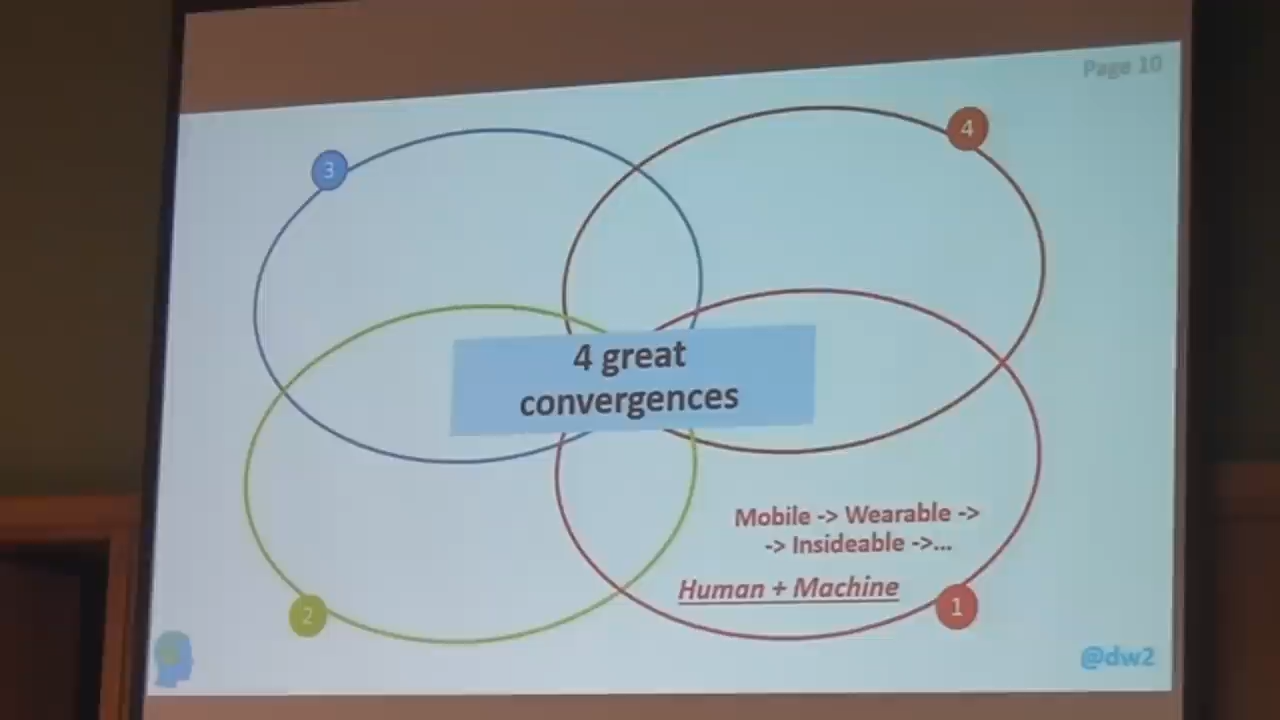 Page 10
4
3
4 great
convergences
Mobile -> Wearable ->
-> Insideable ->...
Human + Machine
1
2
@dw2